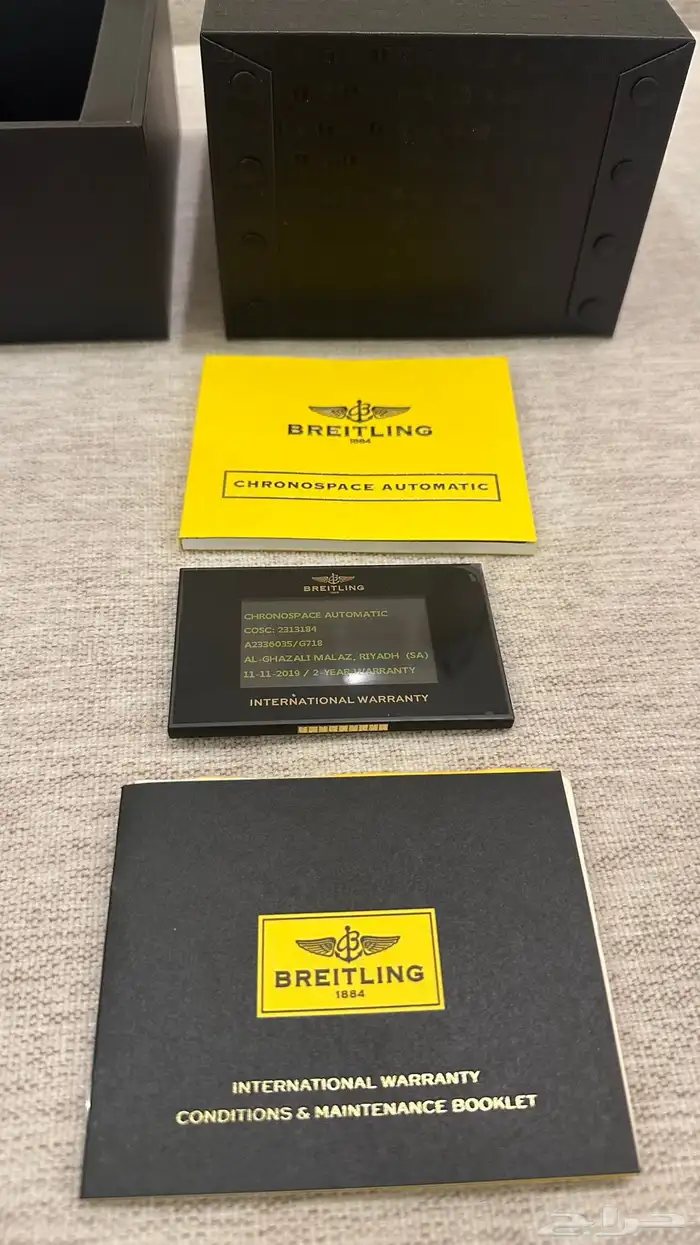 BREITLING
1884
CHRONOSPACE AUTOMATIC
BREITLING
1884
CHRONOSPACE AUTOMATIC
COSC: 2313184
A2336035/G718
AL-GHAZALI MALAZ, RIYADH (SA)
11-11-2019 / 2-YEAR WARRANTY
INTERNATIONAL WARRANTY
BREITLING
1884
INTERNATIONAL WARRANTY
CONDITIONS & MAINTENANCE BOOKLET
حراج